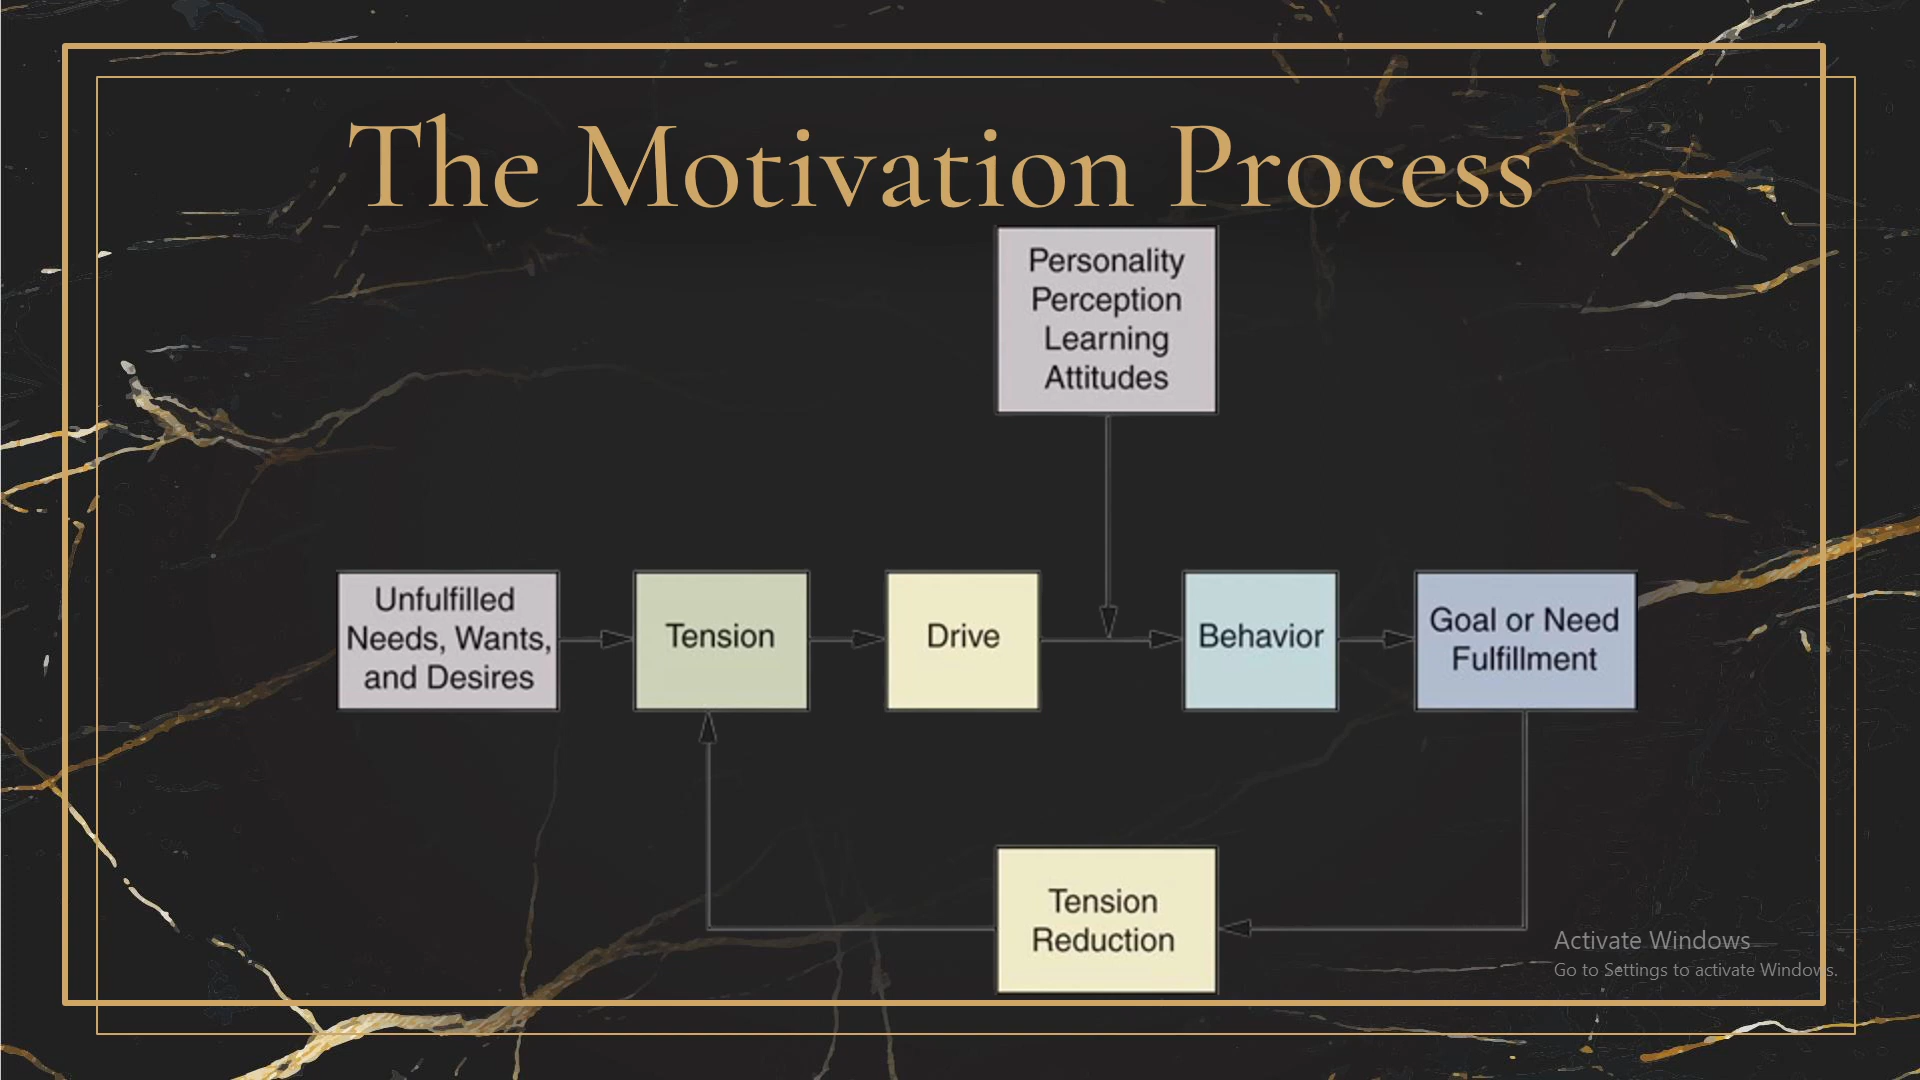 The Motivation Process
Personality
Perception
Learning
Attitudes
Unfulfilled
Needs, Wants,
and Desires
Tension
Drive
Behavior
Goal or Need
Fulfillment
Tension
Reduction
Activate Windows
Go to Settings to activate Windows.